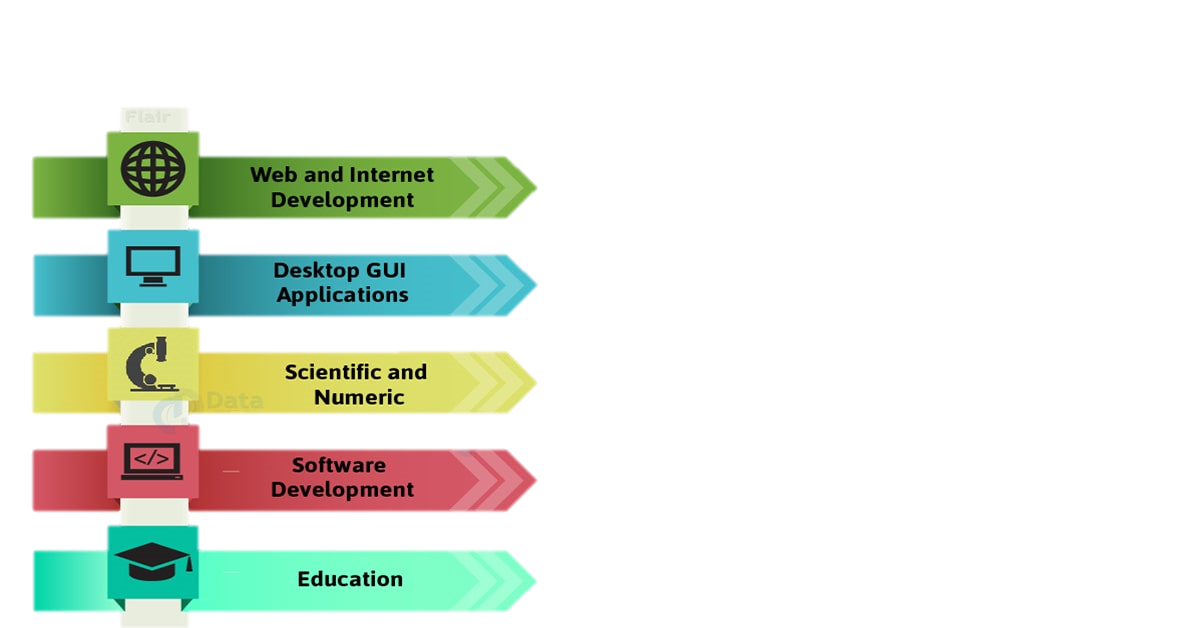 Flair
Web and Internet
Development
Desktop GUI
Applications
Scientific and
Numeric
Data
</>
Software
Development
Education